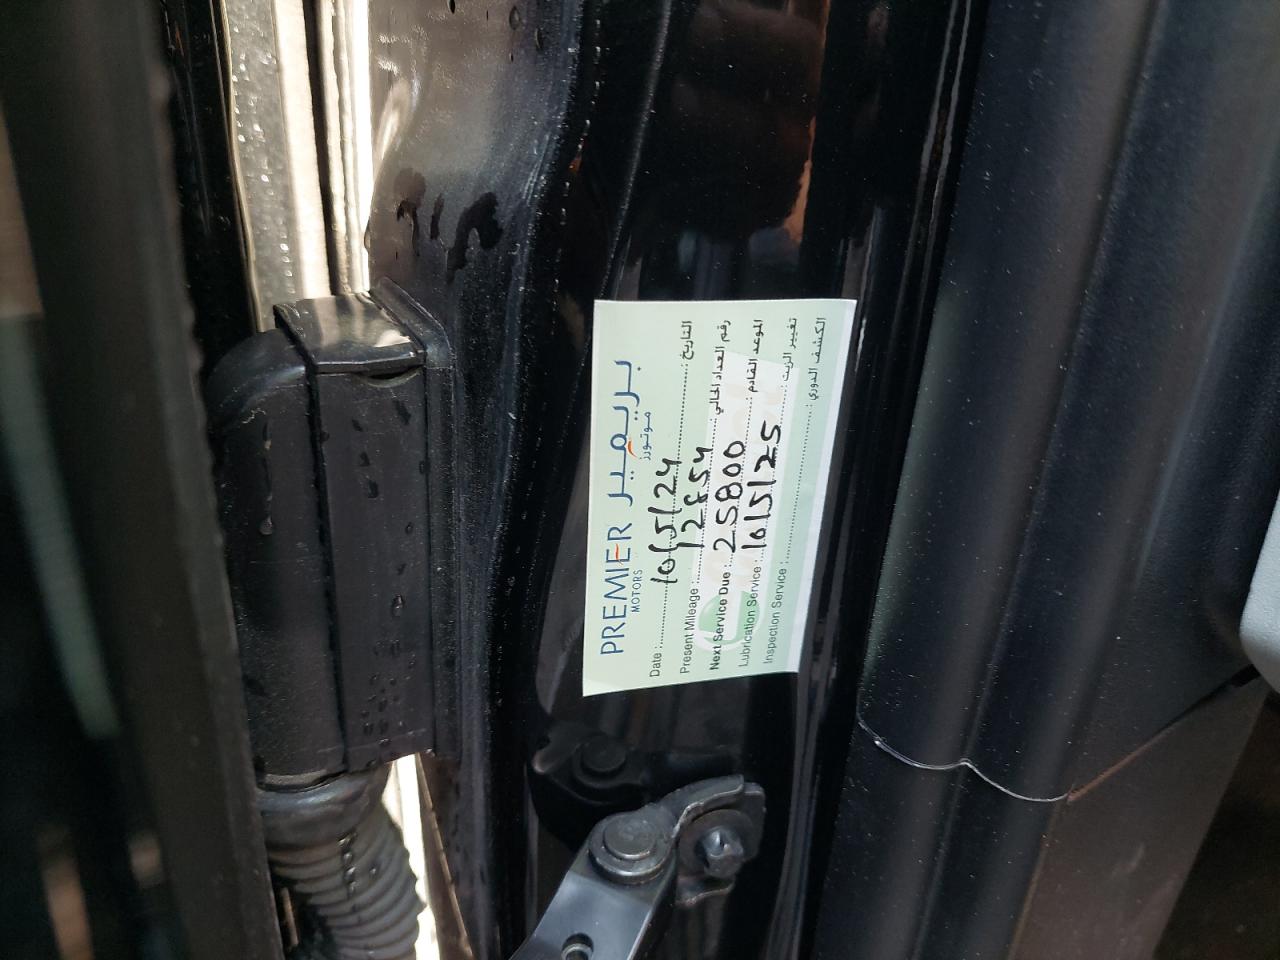 PREMIER بريمير
MOTORS موتورز
Date :.......... 10/5/24 .......... : التاريخ
Present Mileage :.......... 12654 .......... : رقم العداد الحالي
Next Service Due :.......... 25800 .......... : الموعد القادم
Lubrication Service :.......... 10/5/25 .......... : تغيير الزيت
Inspection Service :.......... : الكشف الدوري